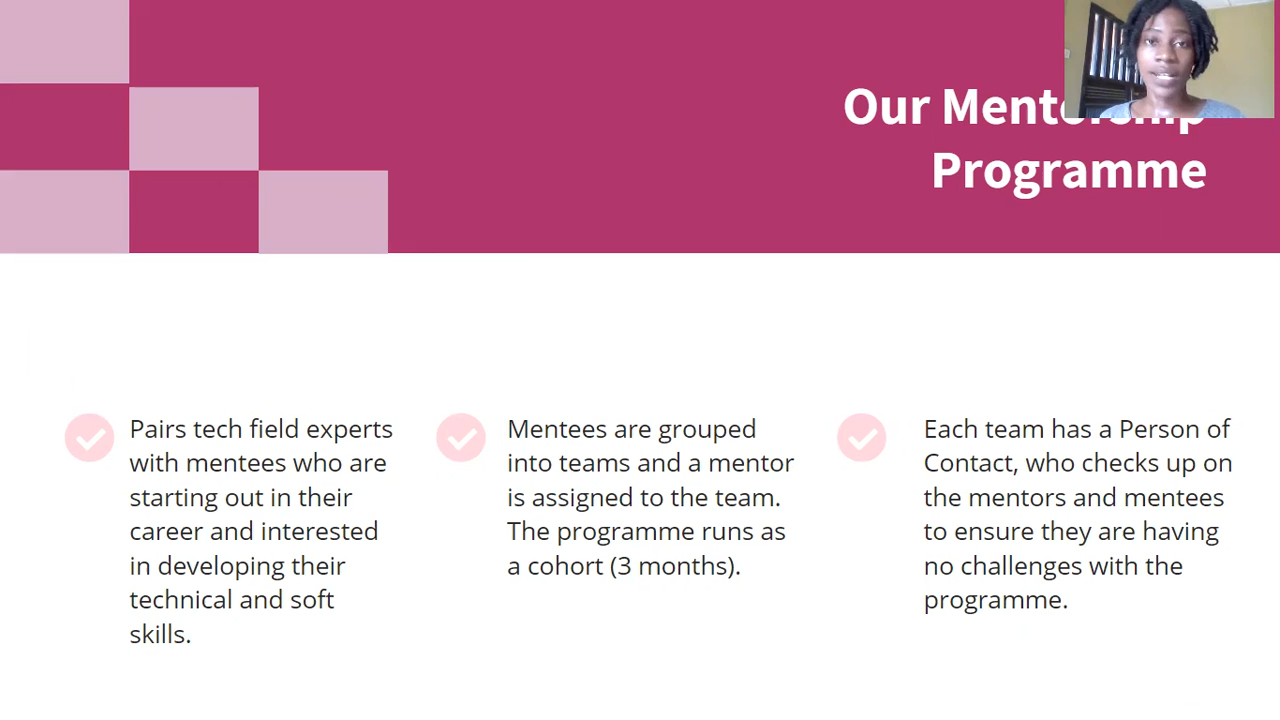 Our Mentorship
Programme
Pairs tech field experts
with mentees who are
starting out in their
career and interested
in developing their
technical and soft
skills.
Mentees are grouped
into teams and a mentor
is assigned to the team.
The programme runs as
a cohort (3 months).
Each team has a Person of
Contact, who checks up on
the mentors and mentees
to ensure they are having
no challenges with the
programme.